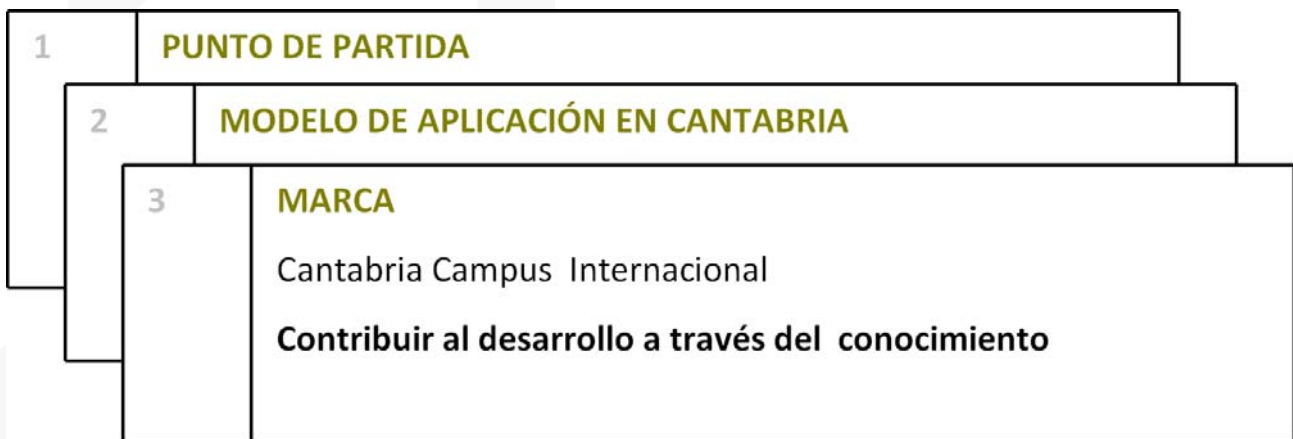 1 PUNTO DE PARTIDA
2 MODELO DE APLICACIÓN EN CANTABRIA
3 MARCA
Cantabria Campus Internacional
Contribuir al desarrollo a través del conocimiento